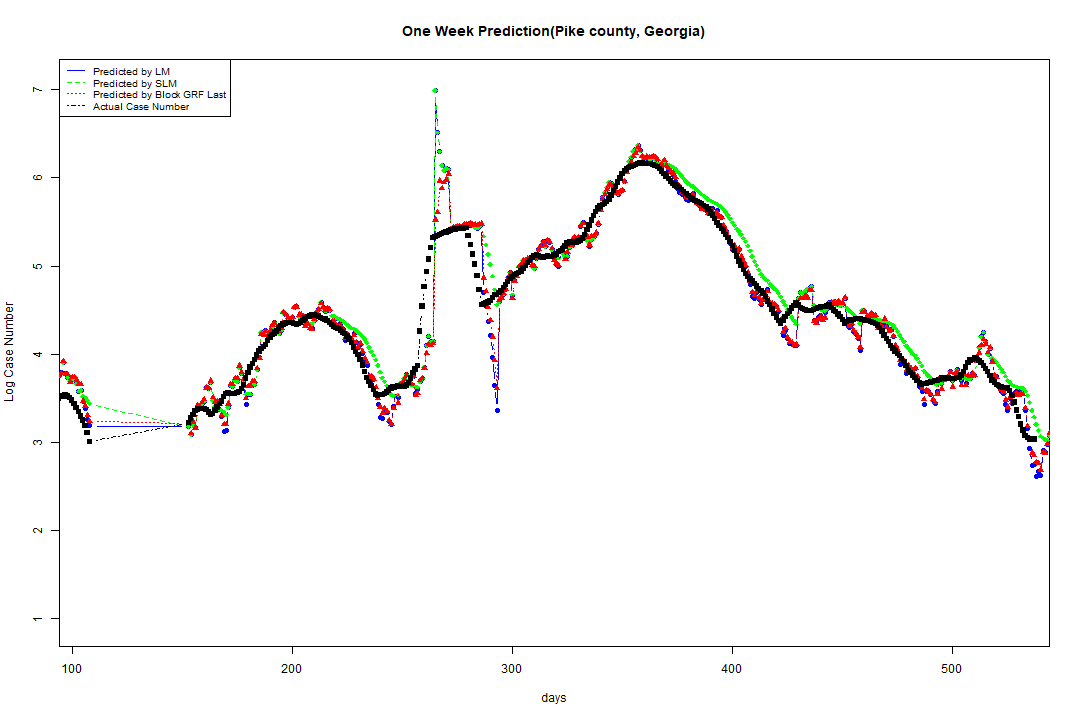 One Week Prediction(Pike county, Georgia)
Predicted by LM
Predicted by SLM
Predicted by Block GRF Last
Actual Case Number
7
6
5
4
3
2
1
Log Case Number
100 200 300 400 500
days